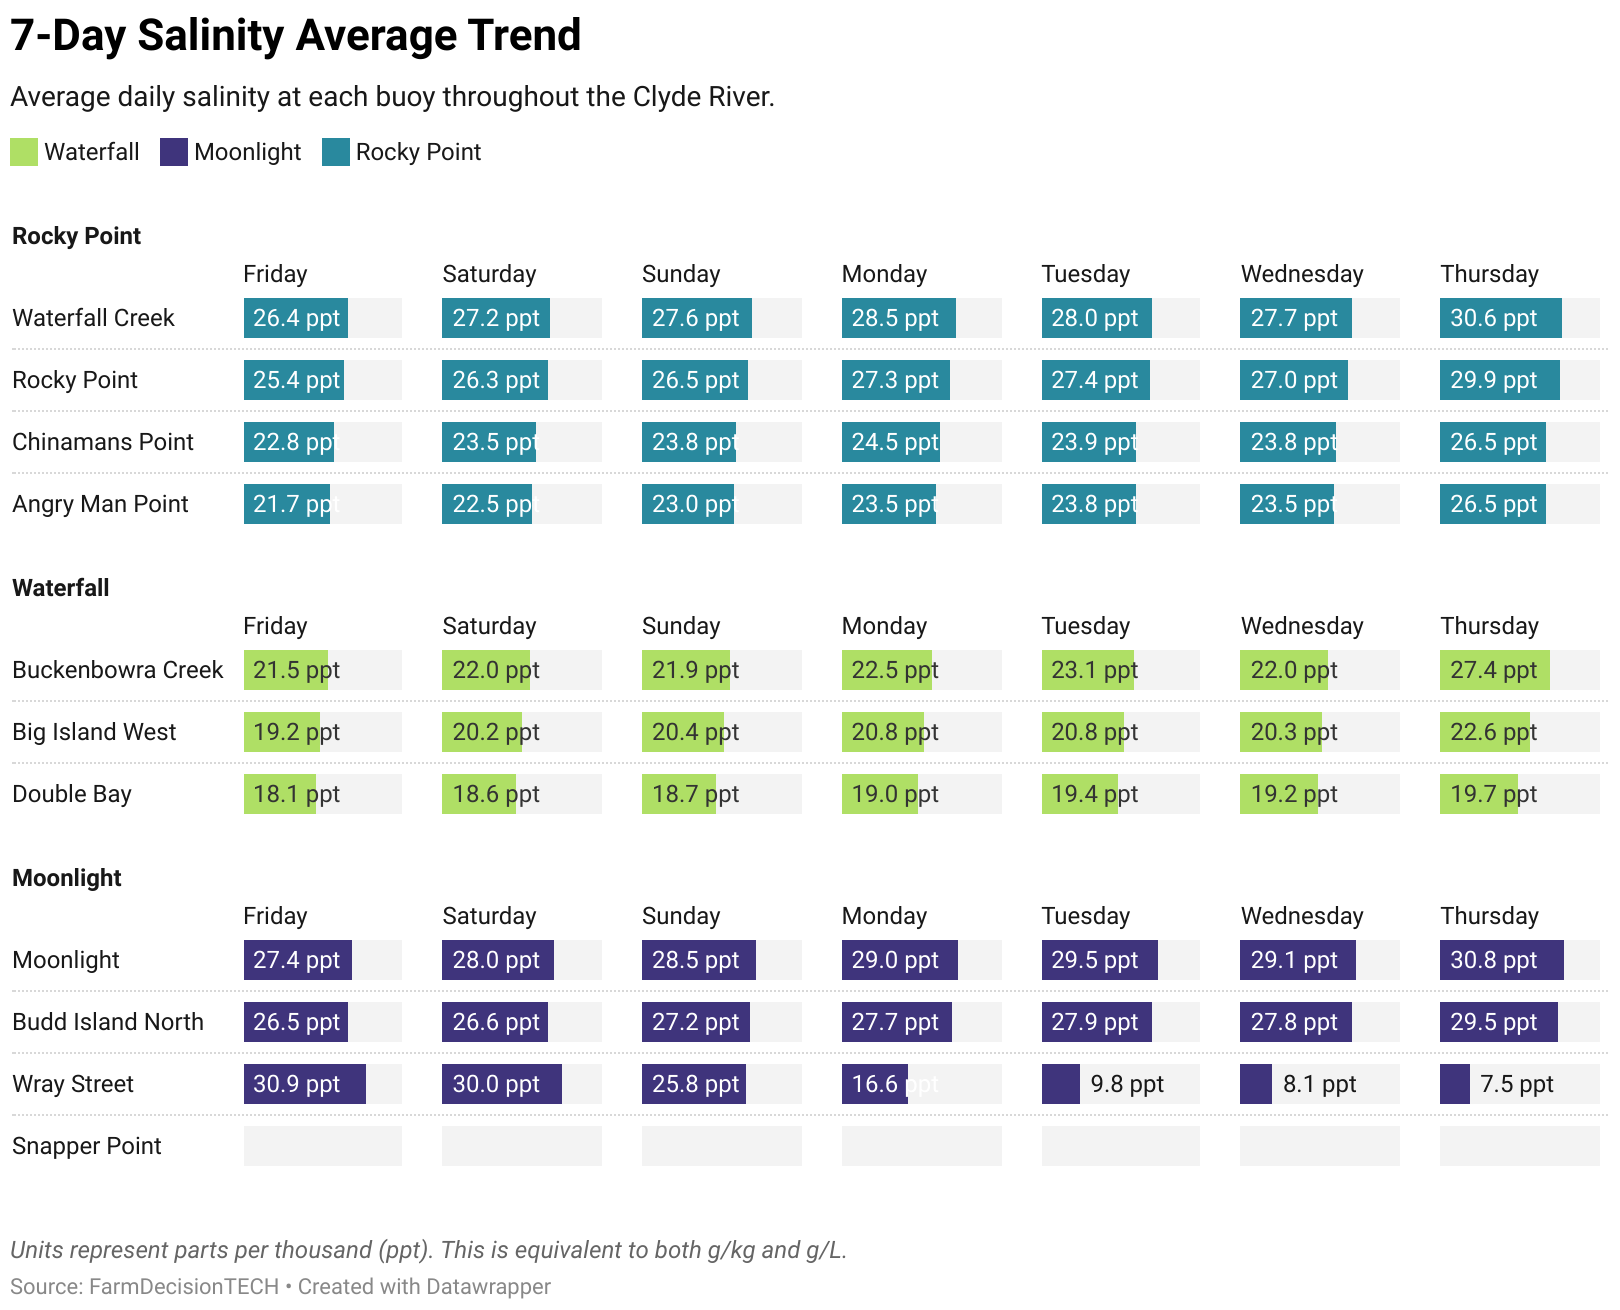 7-Day Salinity Average Trend
Average daily salinity at each buoy throughout the Clyde River.
Waterfall Moonlight Rocky Point
Rocky Point
Friday Saturday Sunday Monday Tuesday Wednesday Thursday
Waterfall Creek 26.4 ppt 27.2 ppt 27.6 ppt 28.5 ppt 28.0 ppt 27.7 ppt 30.6 ppt
Rocky Point 25.4 ppt 26.3 ppt 26.5 ppt 27.3 ppt 27.4 ppt 27.0 ppt 29.9 ppt
Chinamans Point 22.8 ppt 23.5 ppt 23.8 ppt 24.5 ppt 23.9 ppt 23.8 ppt 26.5 ppt
Angry Man Point 21.7 ppt 22.5 ppt 23.0 ppt 23.5 ppt 23.8 ppt 23.5 ppt 26.5 ppt
Waterfall
Friday Saturday Sunday Monday Tuesday Wednesday Thursday
Buckenbowra Creek 21.5 ppt 22.0 ppt 21.9 ppt 22.5 ppt 23.1 ppt 22.0 ppt 27.4 ppt
Big Island West 19.2 ppt 20.2 ppt 20.4 ppt 20.8 ppt 20.8 ppt 20.3 ppt 22.6 ppt
Double Bay 18.1 ppt 18.6 ppt 18.7 ppt 19.0 ppt 19.4 ppt 19.2 ppt 19.7 ppt
Moonlight
Friday Saturday Sunday Monday Tuesday Wednesday Thursday
Moonlight 27.4 ppt 28.0 ppt 28.5 ppt 29.0 ppt 29.5 ppt 29.1 ppt 30.8 ppt
Budd Island North 26.5 ppt 26.6 ppt 27.2 ppt 27.7 ppt 27.9 ppt 27.8 ppt 29.5 ppt
Wray Street 30.9 ppt 30.0 ppt 25.8 ppt 16.6 ppt 9.8 ppt 8.1 ppt 7.5 ppt
Snapper Point
Units represent parts per thousand (ppt). This is equivalent to both g/kg and g/L.
Source: FarmDecisionTECH • Created with Datawrapper